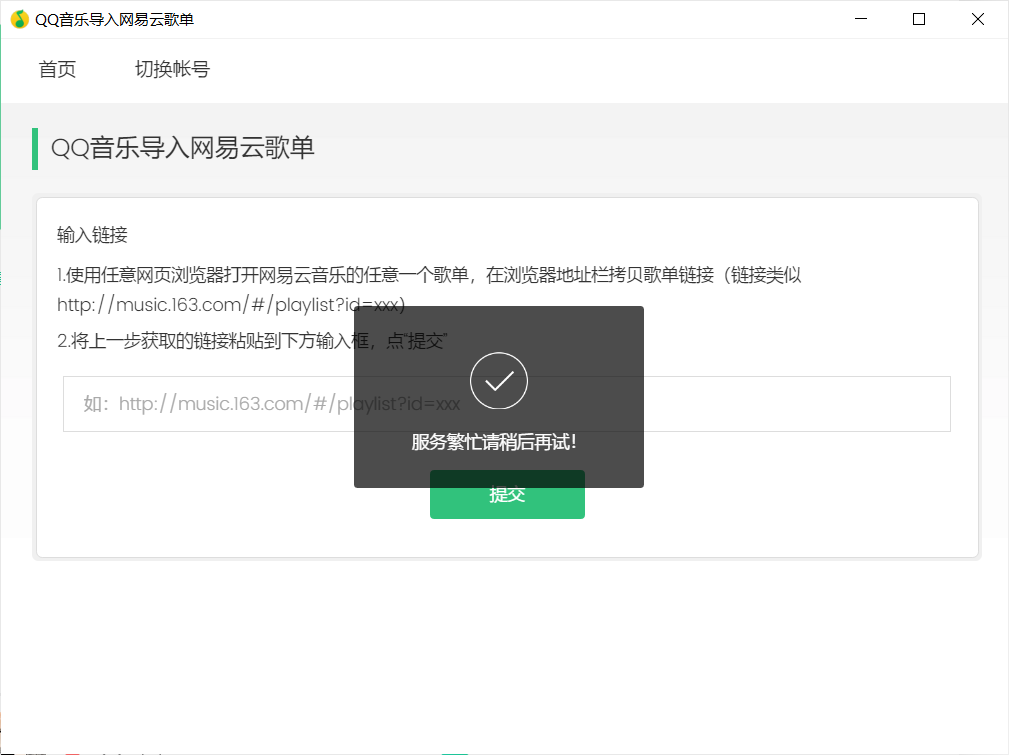 QQ音乐导入网易云歌单
首页 切换帐号
QQ音乐导入网易云歌单
输入链接
1.使用任意网页浏览器打开网易云音乐的任意一个歌单，在浏览器地址栏拷贝歌单链接（链接类似
http://music.163.com/#/playlist?id=xxx）
2.将上一步获取的链接粘贴到下方输入框，点"提交"
如：http://music.163.com/#/playlist?id=xxx
服务繁忙请稍后再试!
提交